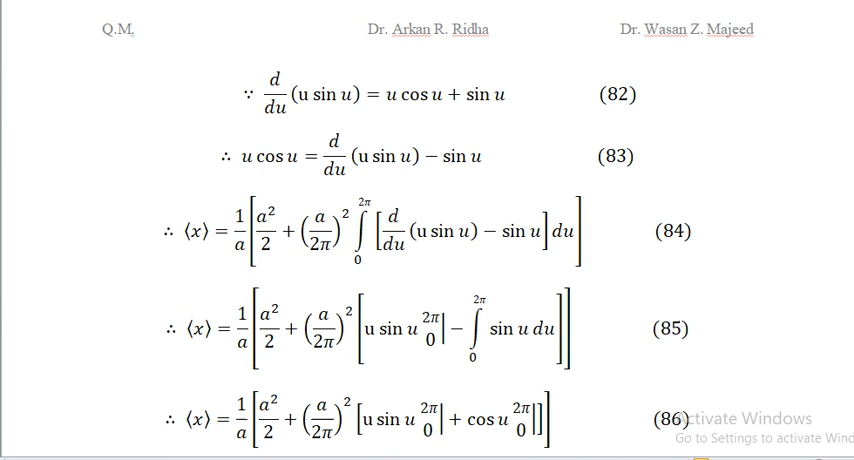 Q.M. Dr. Arkan R. Ridha Dr. Wasan Z. Majeed
∵ d/du (u sin u) = u cos u + sin u (82)
∴ u cos u = d/du (u sin u) − sin u (83)
∴ ⟨x⟩ = 1/a [a²/2 + (a/2π)² ∫₀^2π [d/du (u sin u) − sin u] du] (84)
∴ ⟨x⟩ = 1/a [a²/2 + (a/2π)² [u sin u 2π/0| − ∫₀^2π sin u du]] (85)
∴ ⟨x⟩ = 1/a [a²/2 + (a/2π)² [u sin u 2π/0| + cos u 2π/0|]] (86)
Activate Windows
Go to Settings to activate Wind